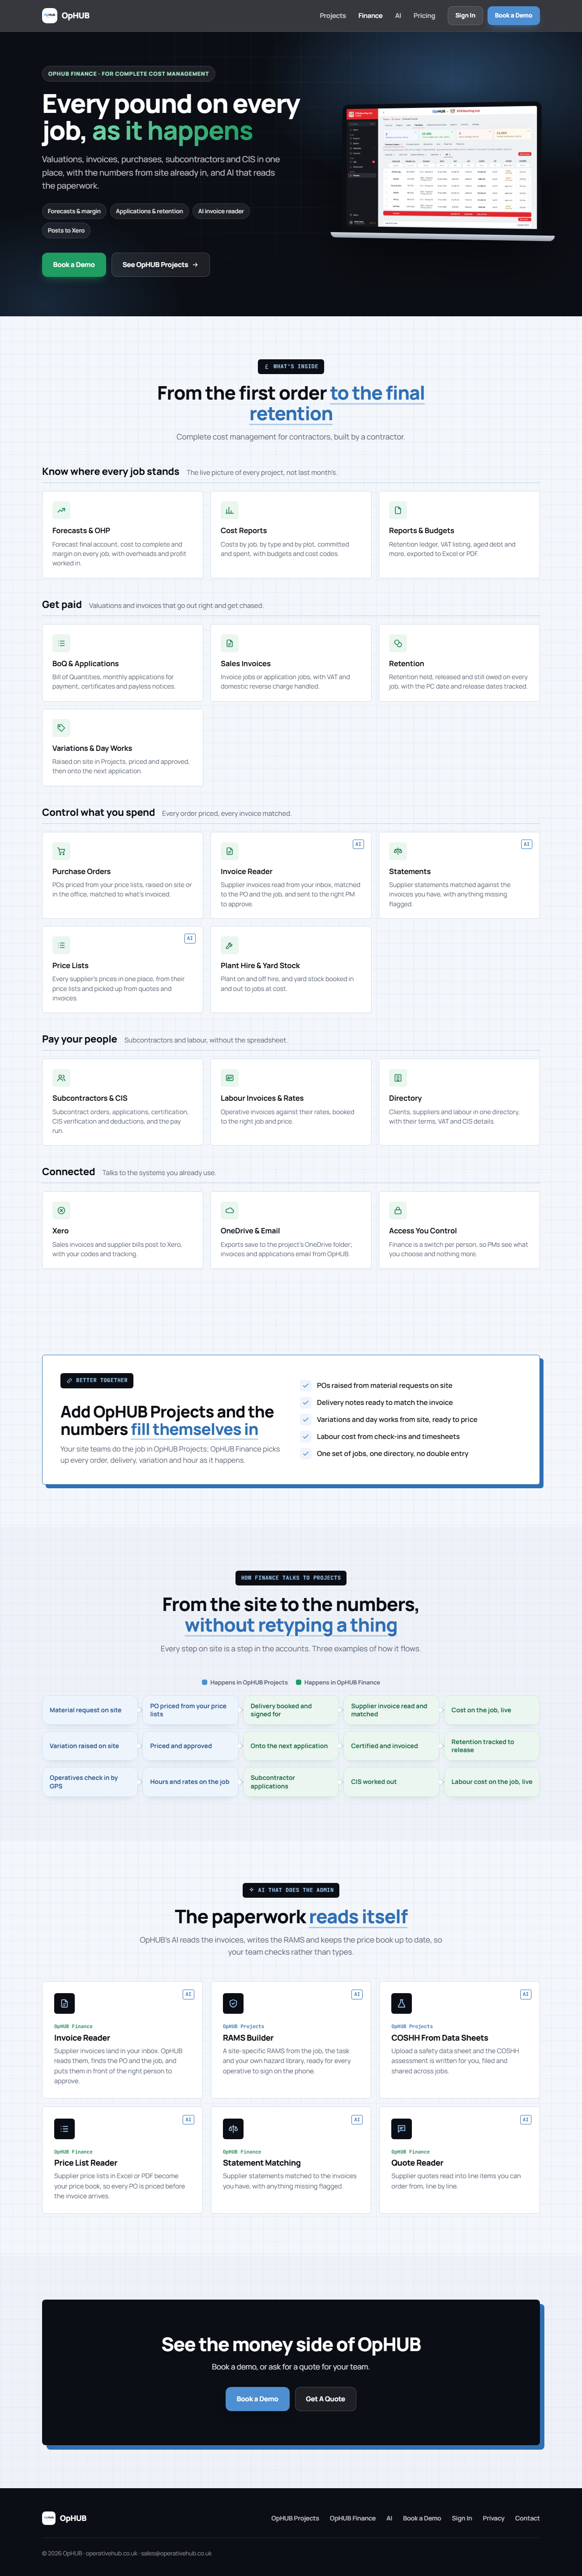 OpHUB
Projects
Finance
AI
Pricing
Sign In
Book a Demo
OPHUB FINANCE · FOR COMPLETE COST MANAGEMENT
Every pound on every
job, as it happens
Valuations, invoices, purchases, subcontractors and CIS in one
place, with the numbers on site already in, and AI that reads
the paperwork.
Forecasts & margin
Applications & retention
AI invoice reader
Posts to Xero
Book a Demo
See OpHUB Projects →
£ WHAT'S INSIDE
From the first order to the final
retention
Complete cost management for contractors, built by a contractor.
Know where every job stands
The live picture of every project, not last month's.
Forecasts & OHP
Forecast final account, cost to complete and
margin on every job, with overheads and profit
worked in.
Cost Reports
Costs by job, by type and by plot, committed
and spent, with budgets and cost codes.
Reports & Budgets
Retention ledger, VAT listing, aged debt and
more, exported to Excel or PDF.
Get paid
Valuations and invoices that go out right and get chased.
BoQ & Applications
Bill of Quantities, monthly applications for
payment, certificates and payless notices.
Sales Invoices
Invoice jobs or application jobs, with VAT and
domestic reverse charge handled.
Retention
Retention held, released and still owed on every
job, with the PC date and release dates tracked.
Variations & Day Works
Raised on site in Projects, priced and approved,
then onto the next application.
Control what you spend
Every order priced, every invoice matched.
Purchase Orders
POs priced from your price lists, raised on site or
in the office, matched to what's invoiced.
AI
Invoice Reader
Supplier invoices read from your inbox, matched
to the PO and the job, and sent to the right PM
to approve.
AI
Statements
Supplier statements matched against the
invoices you have, with anything missing
flagged.
AI
Price Lists
Every supplier's prices in one place, from their
price lists and picked up from quotes and
invoices.
Plant Hire & Yard Stock
Plant on and off hire, and yard stock booked in
and out to jobs at cost.
Pay your people
Subcontractors and labour, without the spreadsheet.
Subcontractors & CIS
Subcontract orders, applications, certification,
CIS verification and deductions, and the pay
run.
Labour Invoices & Rates
Operative invoices against their rates, booked
to the right job and price.
Directory
Clients, suppliers and labour in one directory,
with their terms, VAT and CIS details.
Connected
Talks to the systems you already use.
Xero
Sales invoices and supplier bills post to Xero,
with your codes and tracking.
OneDrive & Email
Exports save to the project's OneDrive folder;
invoices and applications email from OpHUB.
Access You Control
Finance is a switch per person, so PMs see what
you choose and nothing more.
BETTER TOGETHER
Add OpHUB Projects and the
numbers fill themselves in
Your site teams do the job in OpHUB Projects; OpHUB Finance picks
up every order, delivery, variation and hour as it happens.
POs raised from material requests on site
Delivery notes ready to match the invoice
Variations and day works from site, ready to price
Labour cost from check-ins and timesheets
One set of jobs, one directory, no double entry
HOW FINANCE TALKS TO PROJECTS
From the site to the numbers,
without retyping a thing
Every step on site is a step in the accounts. Three examples of how it flows.
Happens in OpHUB Projects
Happens in OpHUB Finance
Material request on site
PO priced from your price
lists
Delivery booked and
signed for
Supplier invoice read and
matched
Cost on the job, live
Variation raised on site
Priced and approved
Onto the next application
Certified and invoiced
Retention tracked to
release
Operatives check in by
GPS
Hours and rates on the job
Subcontractor
applications
CIS worked out
Labour cost on the job, live
AI THAT DOES THE ADMIN
The paperwork reads itself
OpHUB's AI reads the invoices, writes the RAMS and keeps the price book up to date, so
your team checks rather than types.
AI
OpHUB Finance
Invoice Reader
Supplier invoices land in your inbox. OpHUB
reads them, finds the PO and the job, and
puts them in front of the right person to
approve.
AI
OpHUB Projects
RAMS Builder
A site-specific RAMS from the job, the task
and your own hazard library, ready for every
operative to sign on the phone.
AI
OpHUB Projects
COSHH From Data Sheets
Upload a safety data sheet and the COSHH
assessment is written for you, filed and
shared across jobs.
AI
OpHUB Finance
Price List Reader
Supplier price lists in Excel or PDF become
your price book, so every PO is priced before
the invoice arrives.
AI
OpHUB Finance
Statement Matching
Supplier statements matched to the invoices
you have, with anything missing flagged.
AI
OpHUB Finance
Quote Reader
Supplier quotes read into line items you can
order from, line by line.
See the money side of OpHUB
Book a demo, or ask for a quote for your team.
Book a Demo
Get A Quote
OpHUB
OpHUB Projects
OpHUB Finance
AI
Book a Demo
Sign In
Privacy
Contact
© 2026 OpHUB · operativehub.co.uk · sales@operativehub.co.uk